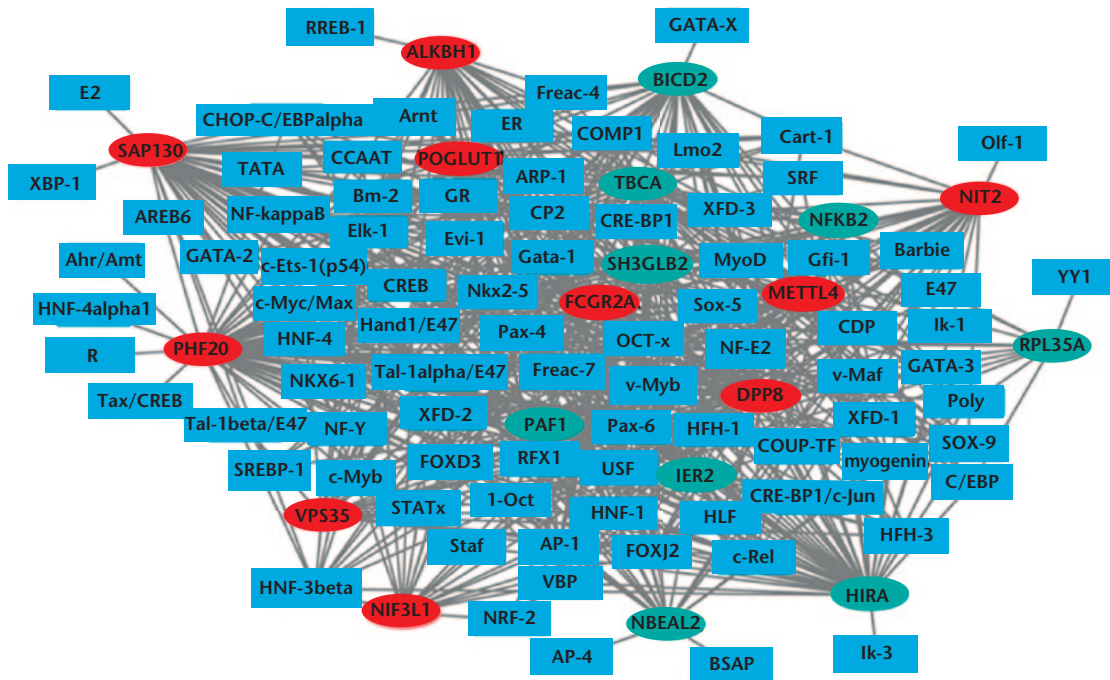 RREB-1
GATA-X
ALKBH1
BICD2
E2
Freac-4
CHOP-C/EBPalpha
Arnt
ER
COMP1
Cart-1
Olf-1
SAP130
TATA
CCAAT
POGLUT1
Lmo2
XBP-1
ARP-1
TBCA
SRF
NIT2
AREB6
NF-kappaB
Bm-2
GR
CP2
CRE-BP1
XFD-3
NFKB2
Elk-1
Evi-1
Barbie
Ahr/Amt
GATA-2
c-Ets-1(p54)
Gata-1
SH3GLB2
MyoD
Gfi-1
YY1
CREB
Nkx2-5
FCGR2A
METTL4
E47
HNF-4alpha1
c-Myc/Max
Sox-5
Hand1/E47
Pax-4
OCT-x
CDP
Ik-1
R
PHF20
HNF-4
NF-E2
RPL35A
NKX6-1
Tal-1alpha/E47
Freac-7
v-Myb
v-Maf
GATA-3
Tax/CREB
DPP8
Poly
Tal-1beta/E47
NF-Y
XFD-2
PAF1
Pax-6
HFH-1
XFD-1
COUP-TF
SOX-9
SREBP-1
c-Myb
FOXD3
RFX1
USF
IER2
myogenin
C/EBP
VPS35
STATx
1-Oct
HNF-1
HLF
CRE-BP1/c-Jun
Staf
AP-1
FOXJ2
c-Rel
HFH-3
HNF-3beta
VBP
HIRA
NIF3L1
NRF-2
NBEAL2
AP-4
BSAP
Ik-3